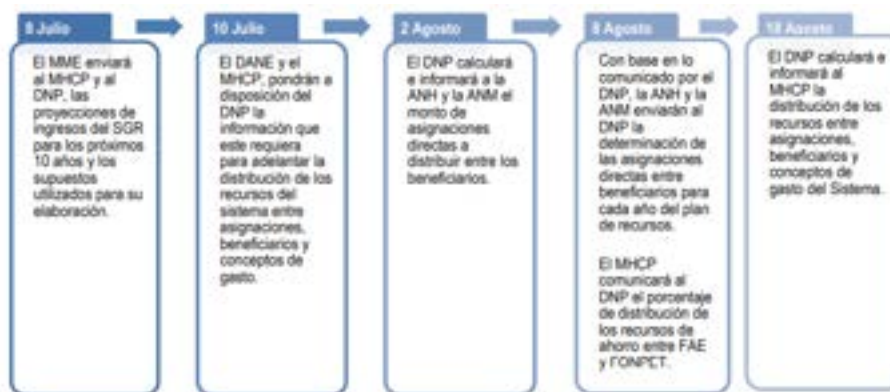 8 Julio
El MME enviará
al MHCP y al
DNP, las
proyecciones de
ingresos del SGR
para los próximos
10 años y los
supuestos
utilizados para su
elaboración.
10 Julio
El DANE y el
MHCP, pondrán a
disposición del
DNP la
información que
este requiera
para adelantar la
distribución de los
recursos del
sistema entre
asignaciones,
beneficiarios y
conceptos de
gasto.
2 Agosto
El DNP calculará
e informará a la
ANH y la ANM el
monto de
asignaciones
directas a
distribuir entre los
beneficiarios.
8 Agosto
Con base en lo
comunicado por el
DNP, la ANH y la
ANM enviarán al
DNP la
determinación de
las asignaciones
directas entre
beneficiarios para
cada año del plan
de recursos.
El MHCP
comunicará al
DNP el porcentaje
de distribución de
los recursos de
ahorro entre FAE
y FONPET.
Agosto
El DNP calculará e
informará al
MHCP la
distribución de los
recursos entre
asignaciones,
beneficiarios y
conceptos de
gasto del Sistema.